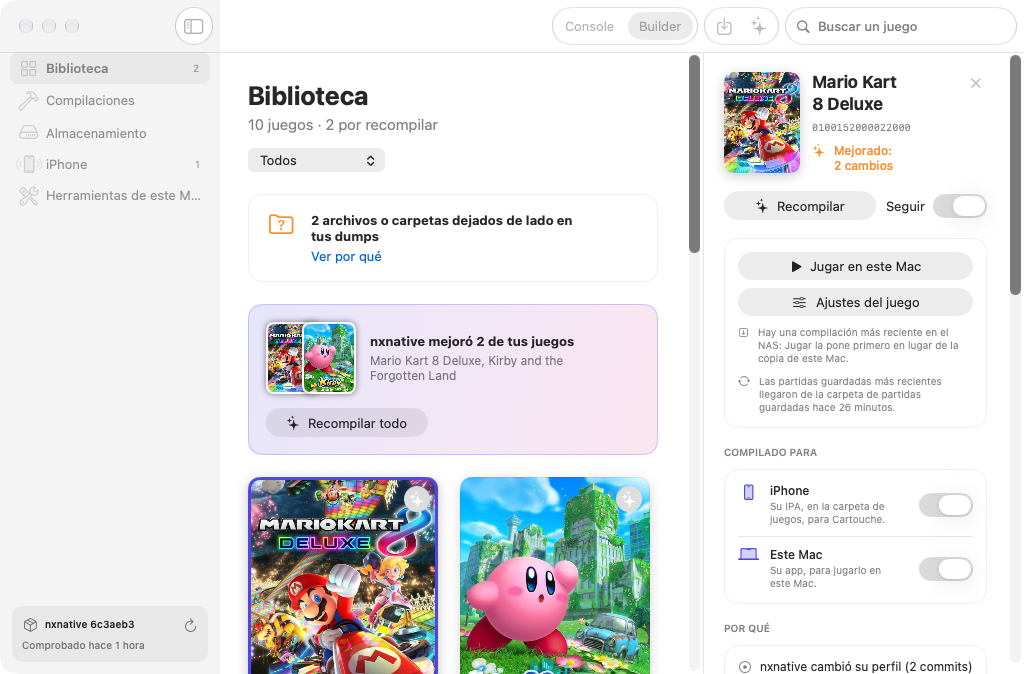 Console
Builder
Buscar un juego
Biblioteca
2
Compilaciones
Almacenamiento
iPhone
1
Herramientas de este M...
nxnative 6c3aeb3
Comprobado hace 1 hora
Biblioteca
10 juegos · 2 por recompilar
Todos
2 archivos o carpetas dejados de lado en
tus dumps
Ver por qué
nxnative mejoró 2 de tus juegos
Mario Kart 8 Deluxe, Kirby and the
Forgotten Land
Recompilar todo
MARIOKART 8
DELUXE
Mario Kart
8 Deluxe
0100152000022000
Mejorado:
2 cambios
Recompilar
Seguir
Jugar en este Mac
Ajustes del juego
Hay una compilación más reciente en el
NAS: Jugar la pone primero en lugar de la
copia de este Mac.
Las partidas guardadas más recientes
llegaron de la carpeta de partidas
guardadas hace 26 minutos.
COMPILADO PARA
iPhone
Su IPA, en la carpeta de
juegos, para Cartouche.
Este Mac
Su app, para jugarlo en
este Mac.
POR QUÉ
nxnative cambió su perfil (2 commits)